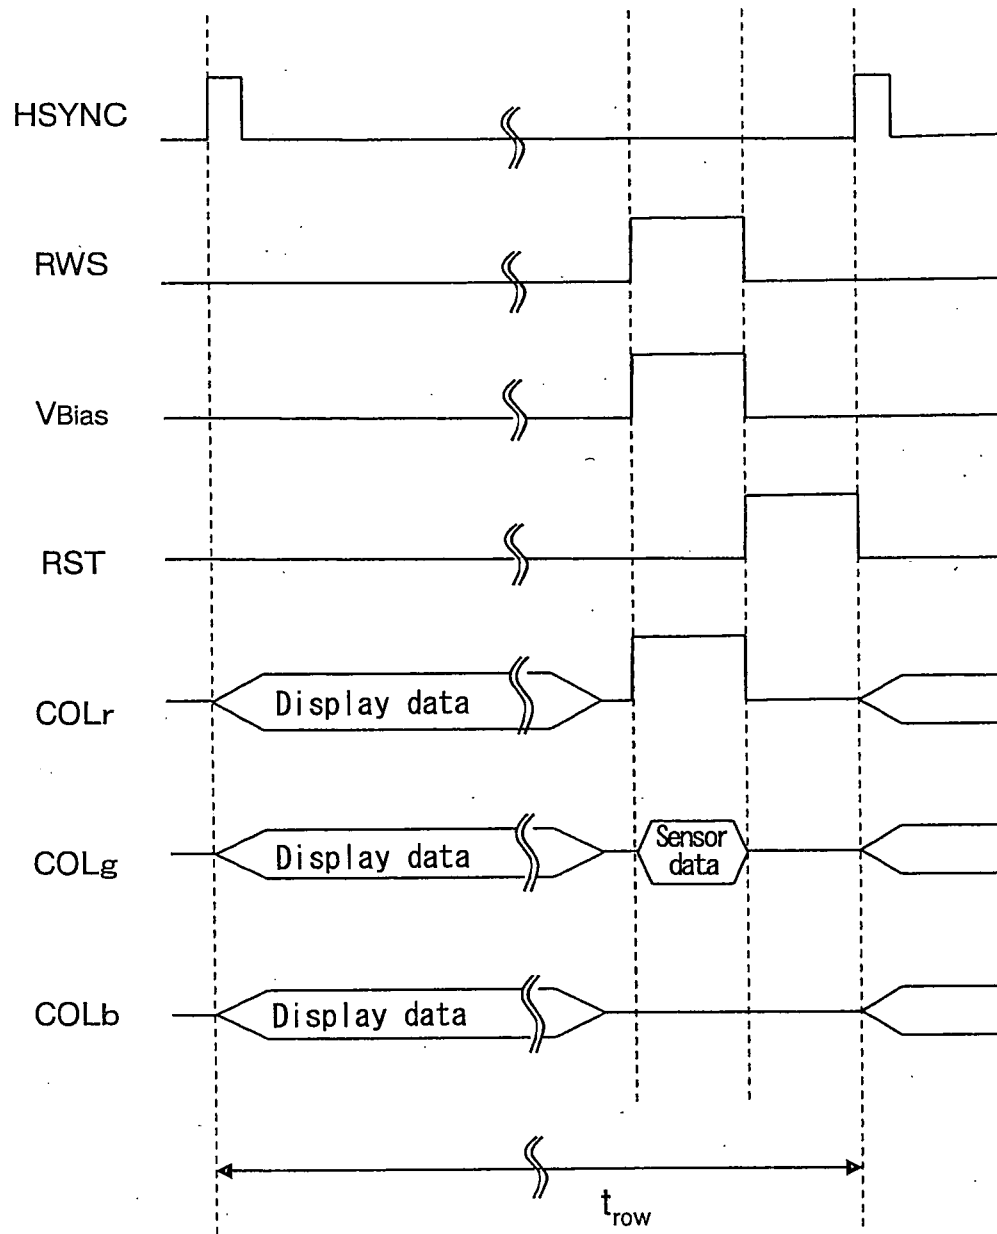 HSYNC
RWS
VBias
RST
COLr
Display data
COLg
Display data
Sensor
data
COLb
Display data
trow